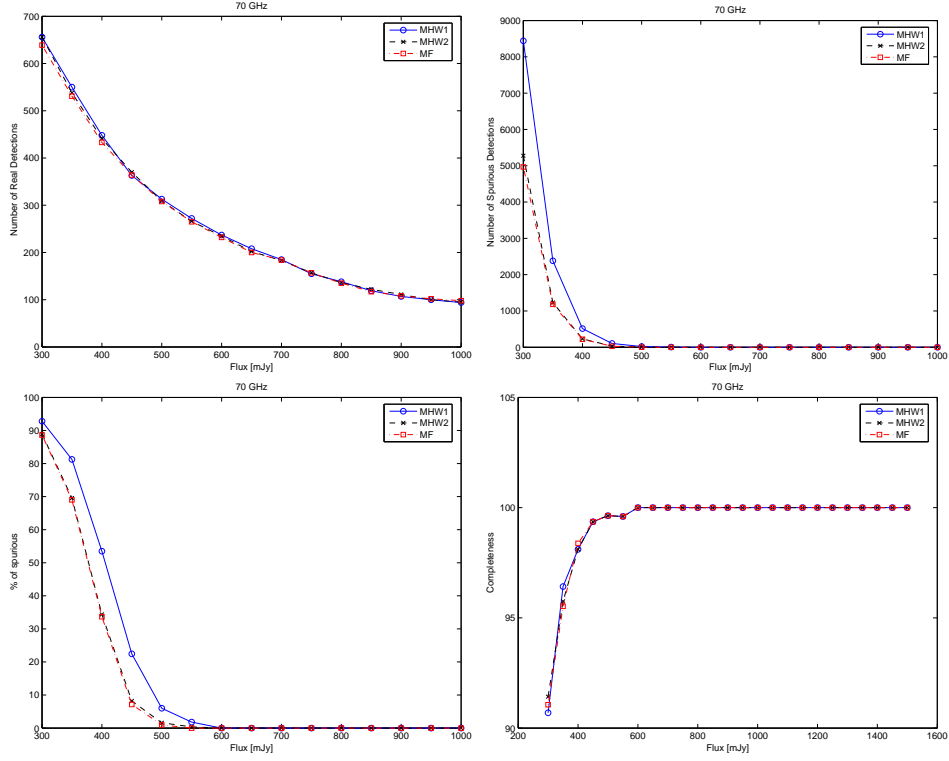 70 GHz
700
600
500
400
300
200
100
0
Number of Real Detections
300 400 500 600 700 800 900 1000
Flux [mJy]
MHW1
MHW2
MF
70 GHz
9000
8000
7000
6000
5000
4000
3000
2000
1000
0
Number of Spurious Detections
300 400 500 600 700 800 900 1000
Flux [mJy]
MHW1
MHW2
MF
70 GHz
100
90
80
70
60
50
40
30
20
10
0
% of spurious
300 400 500 600 700 800 900 1000
Flux [mJy]
MHW1
MHW2
MF
70 GHz
105
100
95
90
Completeness
200 400 600 800 1000 1200 1400 1600
Flux [mJy]
MHW1
MHW2
MF